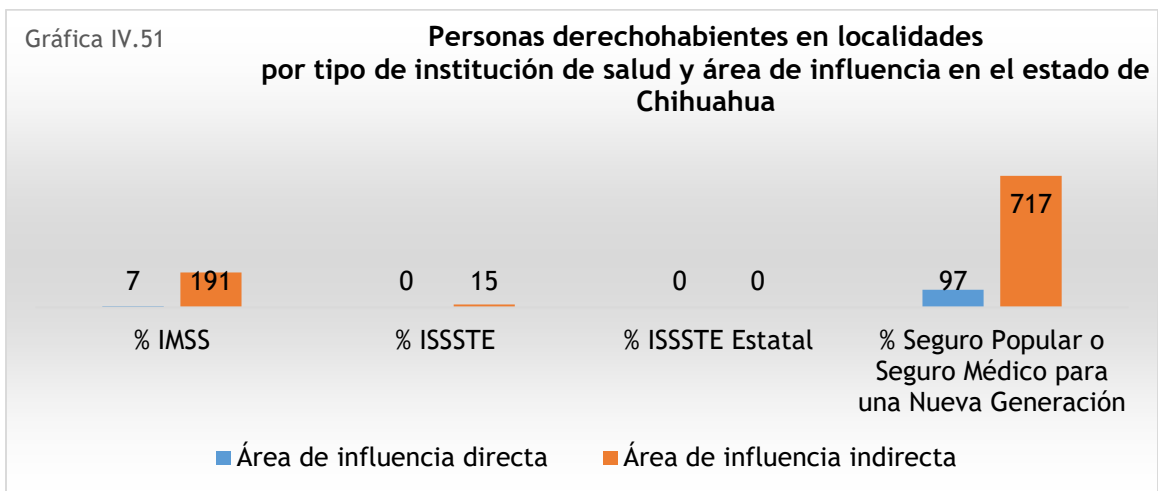 Gráfica IV.51
Personas derechohabientes en localidades
por tipo de institución de salud y área de influencia en el estado de
Chihuahua
7
191
0
15
0
0
97
717
% IMSS
% ISSSTE
% ISSSTE Estatal
% Seguro Popular o
Seguro Médico para
una Nueva Generación
Área de influencia directa
Área de influencia indirecta